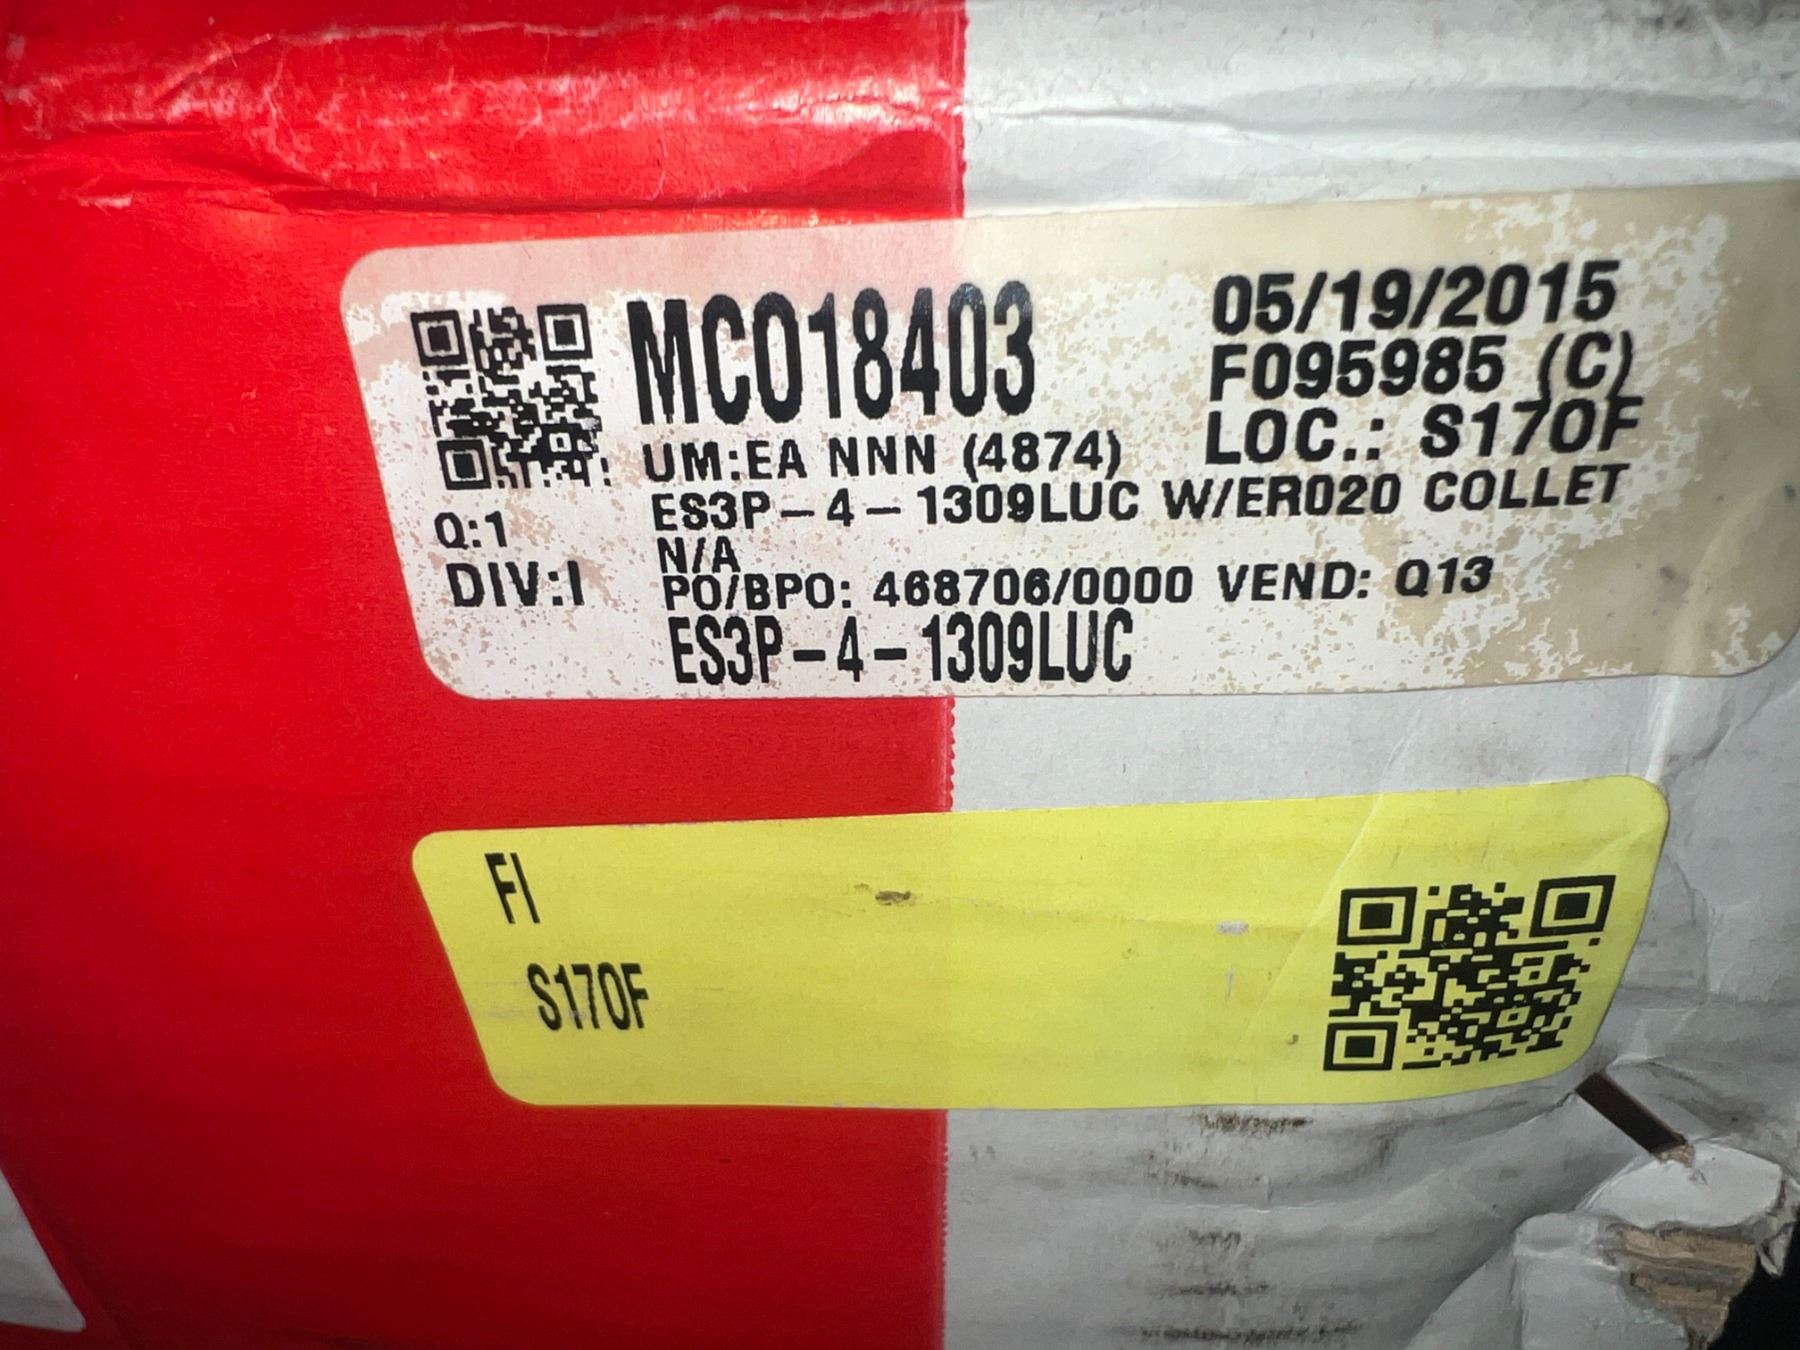 MC018403
05/19/2015
F095985 (C)
LOC.: S170F
UM:EA NNN (4874)
ES3P-4-1309LUC W/ER020 COLLET
Q:1
N/A
DIV:I
PO/BPO: 468706/0000 VEND: Q13
ES3P-4-1309LUC
FI
S170F